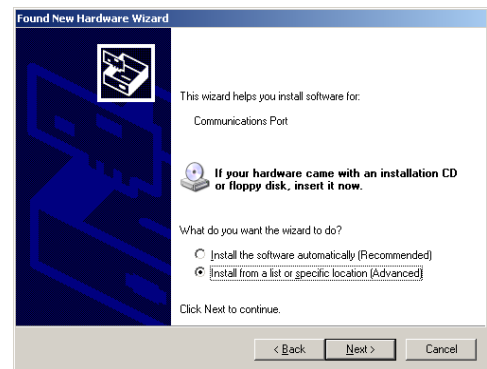 Found New Hardware Wizard
This wizard helps you install software for:
Communications Port
If your hardware came with an installation CD
or floppy disk, insert it now.
What do you want the wizard to do?
Install the software automatically (Recommended)
Install from a list or specific location (Advanced)
Click Next to continue.
< Back Next > Cancel